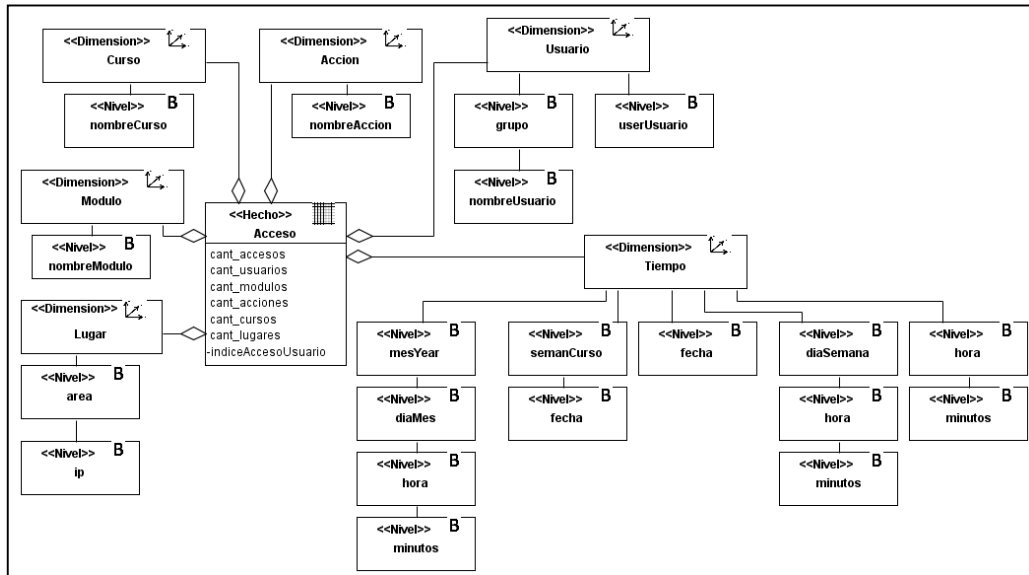 <<Dimension>>
Curso
<<Nivel>> B
nombreCurso
<<Dimension>>
Accion
<<Nivel>> B
nombreAccion
<<Dimension>>
Usuario
<<Nivel>> B
grupo
<<Nivel>> B
userUsuario
<<Nivel>> B
nombreUsuario
<<Dimension>>
Modulo
<<Nivel>> B
nombreModulo
<<Dimension>>
Lugar
<<Nivel>> B
area
<<Nivel>> B
ip
<<Hecho>>
Acceso
cant_accesos
cant_usuarios
cant_modulos
cant_acciones
cant_cursos
cant_lugares
-indiceAccesoUsuario
<<Dimension>>
Tiempo
<<Nivel>> B
mesYear
<<Nivel>> B
diaMes
<<Nivel>> B
hora
<<Nivel>> B
minutos
<<Nivel>> B
semanCurso
<<Nivel>> B
fecha
<<Nivel>> B
fecha
<<Nivel>> B
diaSemana
<<Nivel>> B
hora
<<Nivel>> B
minutos
<<Nivel>> B
hora
<<Nivel>> B
minutos